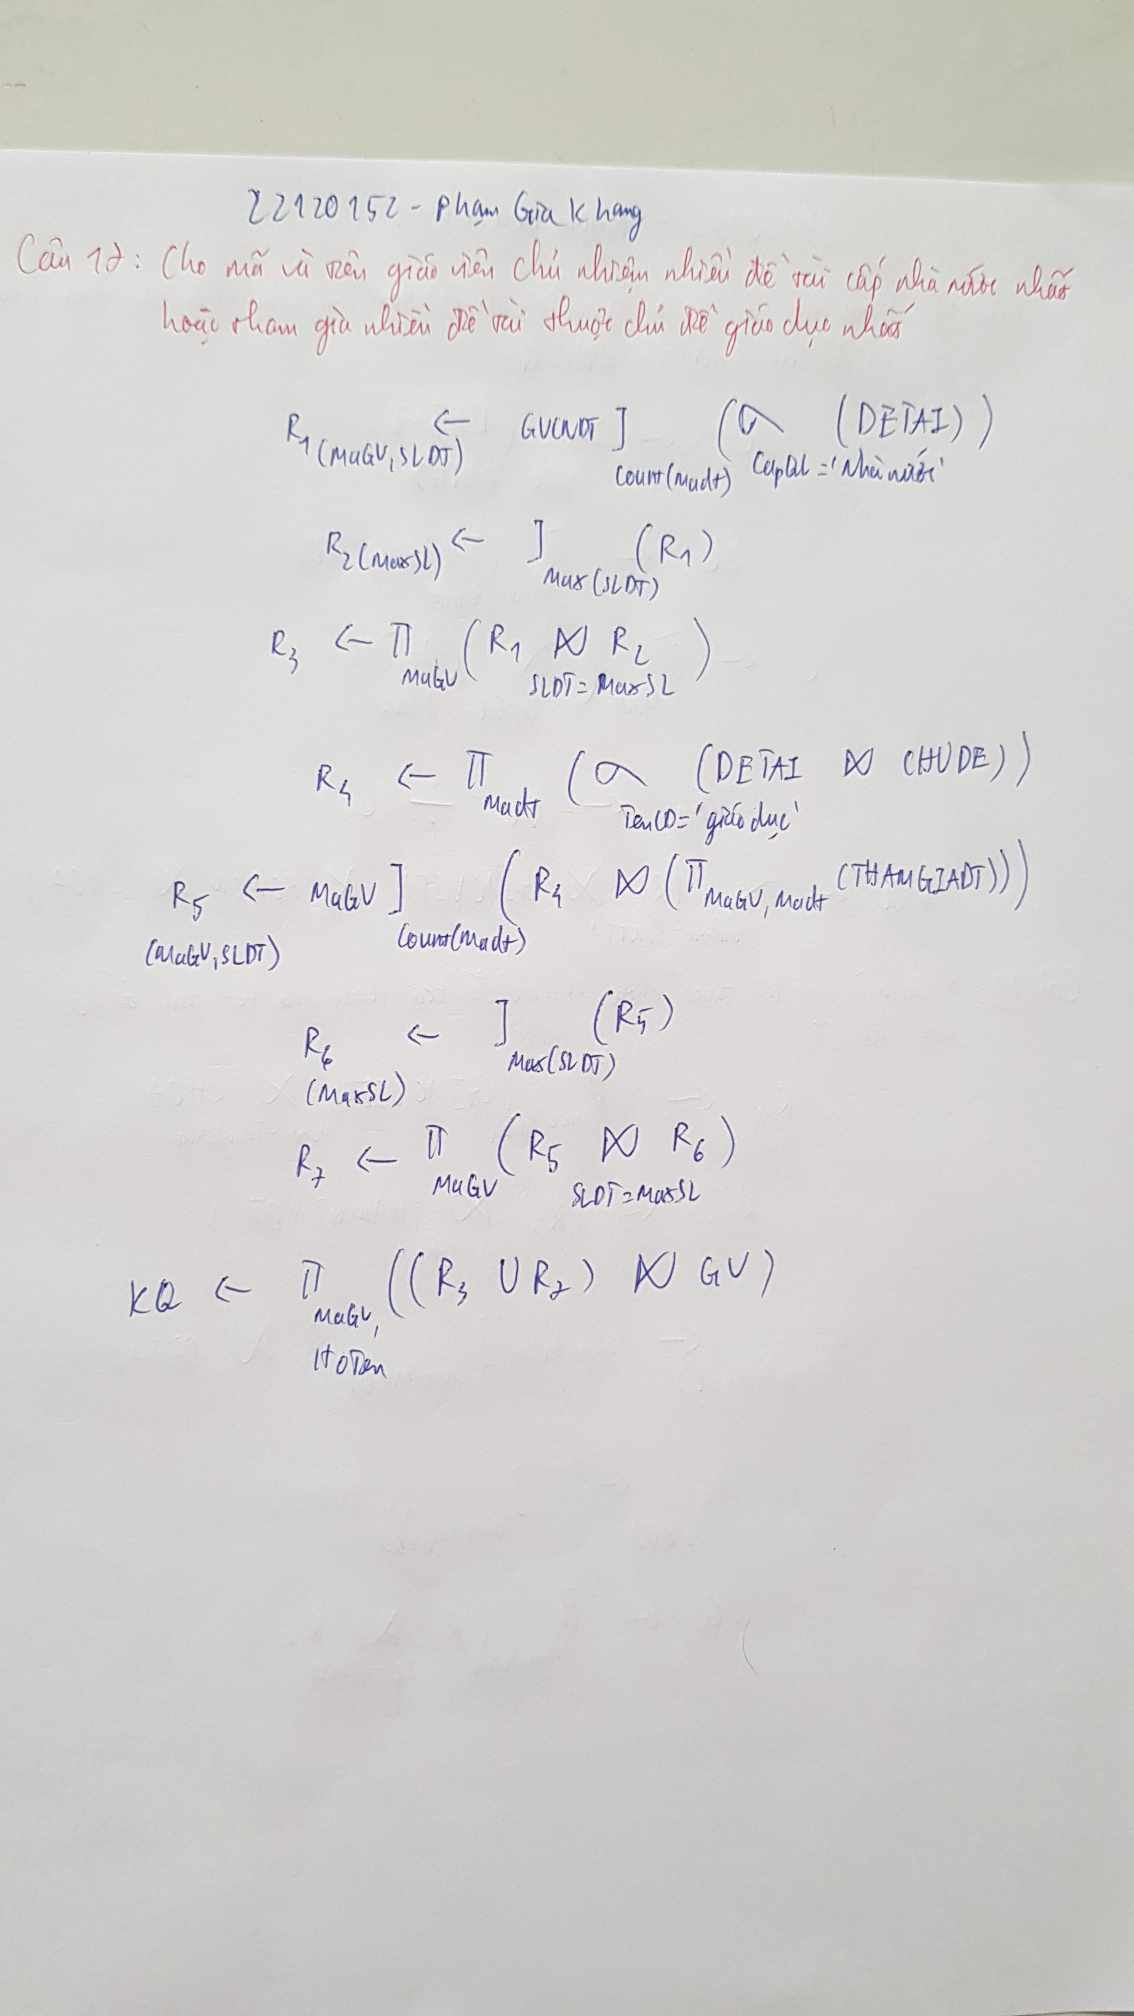 22120152 - Phạm Gia Khang
Câu 12: Cho mã và tên giáo viên chủ nhiệm nhiều đề tài cấp nhà nước nhất
hoặc tham gia nhiều đề tài thuộc chủ đề giáo dục nhất
R1(MaGV, SLDT) ← GVCNDT ℑ Count(Madt) (σ CapQL = 'Nhà nước' (DETAI))
R2(MaxSL) ← ℑ Max(SLDT) (R1)
R3 ← Π MaGV (R1 ⋈ SLDT = MaxSL R2)
R4 ← Π Madt (σ TenCD = 'giáo dục' (DETAI ⋈ CHUDE))
R5 (MaGV, SLDT) ← MaGV ℑ Count(Madt) (R4 ⋈ (Π MaGV, Madt (THAMGIADT)))
R6 (MaxSL) ← ℑ Max(SLDT) (R5)
R7 ← Π MaGV (R5 ⋈ SLDT = MaxSL R6)
KQ ← Π MaGV, HoTen ((R3 ∪ R7) ⋈ GV)